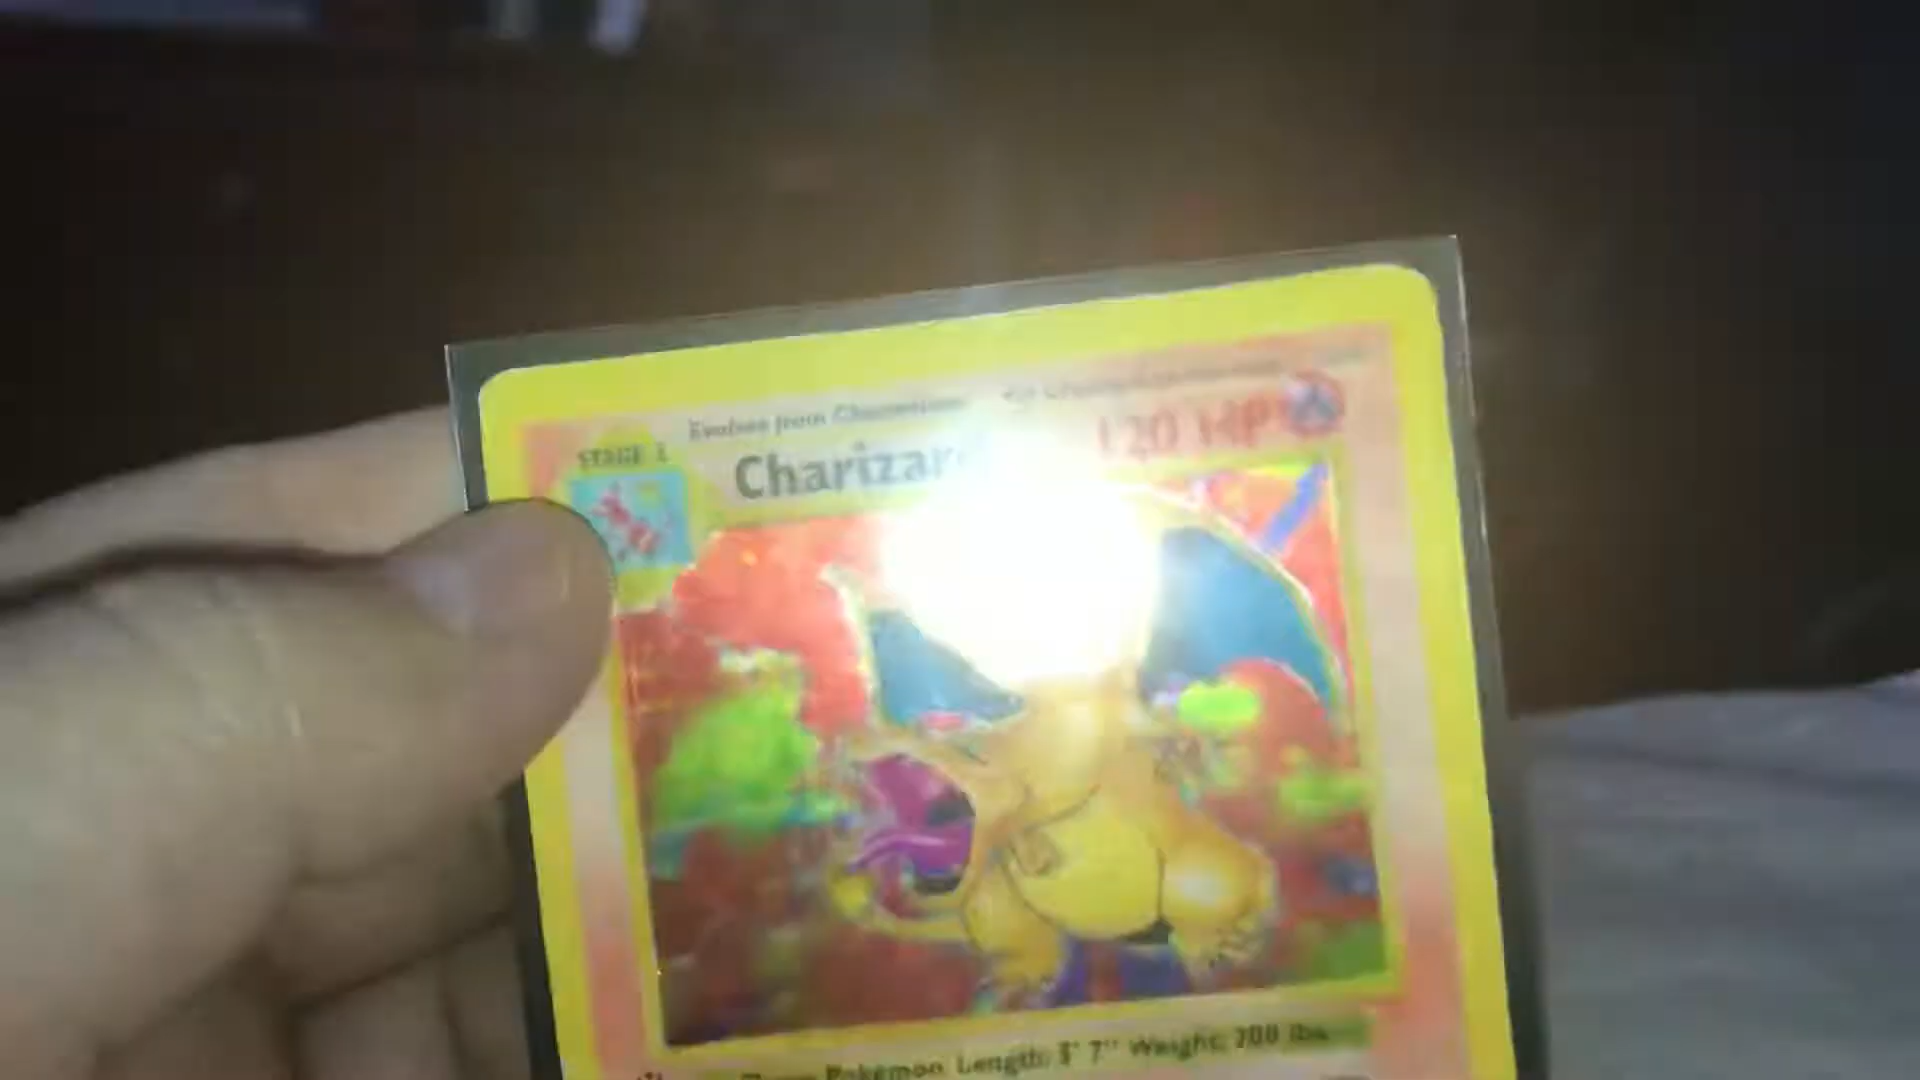 Evolves from Charmeleon
STAGE 2
Charizard
120 HP
Pokémon. Length: 5' 7" Weight: 200 lbs.